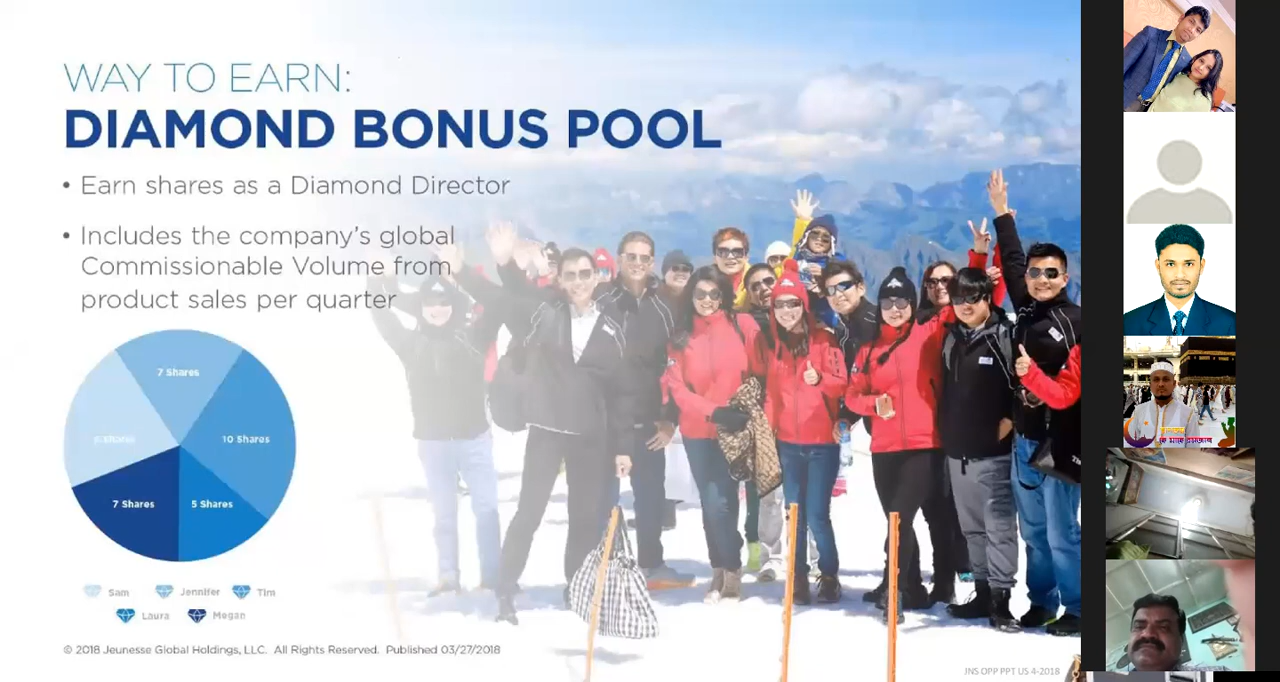 WAY TO EARN:
DIAMOND BONUS POOL
• Earn shares as a Diamond Director
• Includes the company's global
Commissionable Volume from
product sales per quarter
7 Shares
10 Shares
Shares
7 Shares
5 Shares
Sam
Jennifer
Tim
Laura
Megan
© 2018 Jeunesse Global Holdings, LLC. All Rights Reserved. Published 03/27/2018
JNS OPP PPT US 4-2018